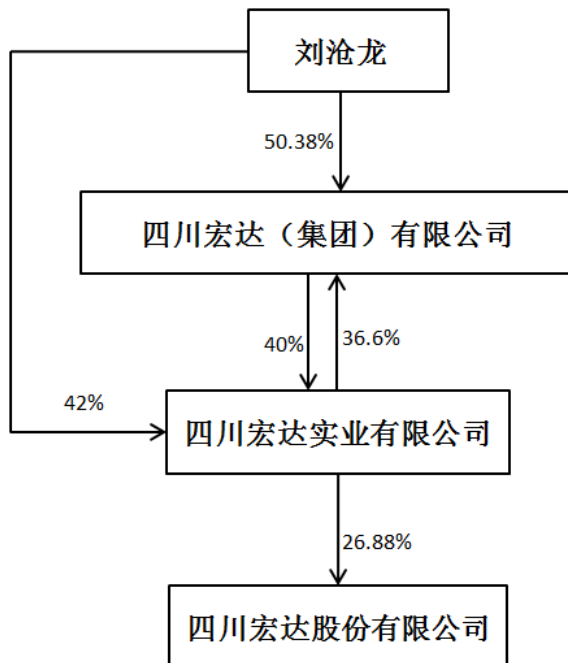 刘沧龙
50.38%
四川宏达（集团）有限公司
40%
36.6%
42%
四川宏达实业有限公司
26.88%
四川宏达股份有限公司